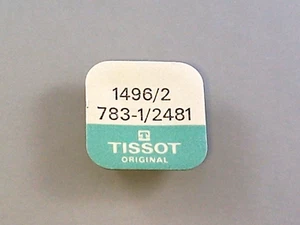 1496/2
783-1/2481
T
TISSOT
ORIGINAL